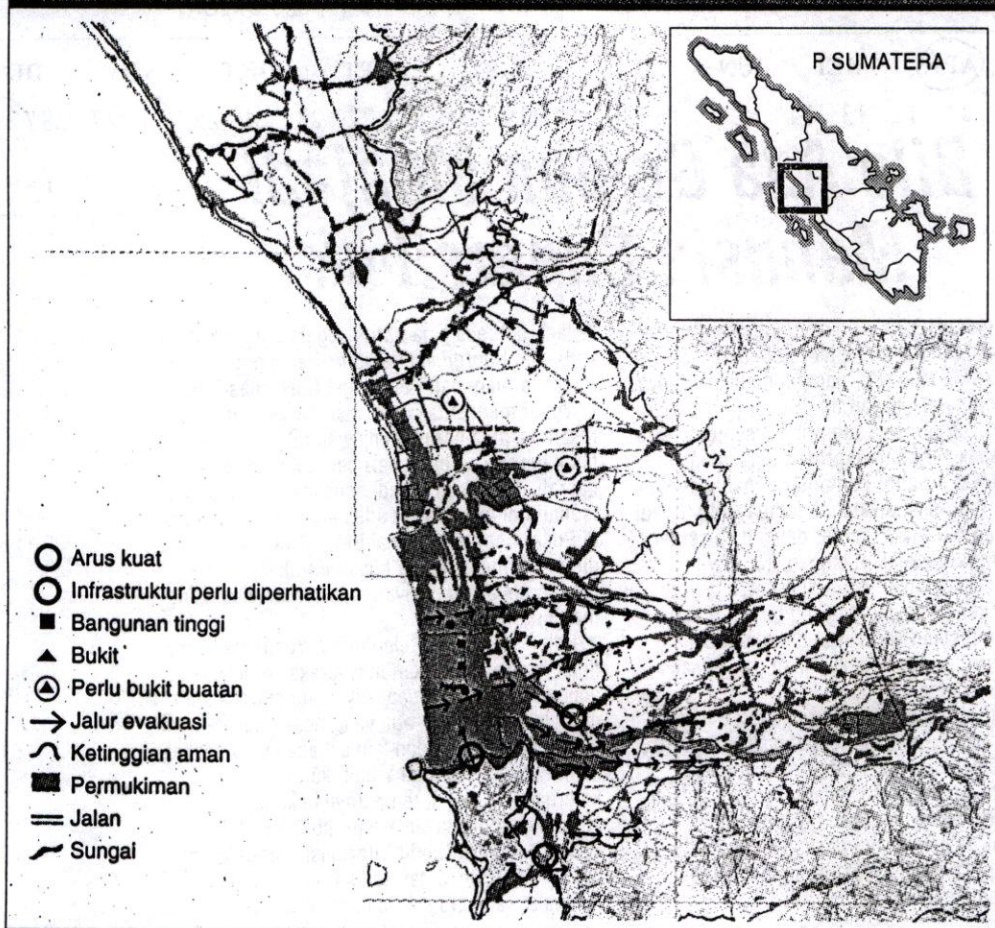 P SUMATERA
Arus kuat
Infrastruktur perlu diperhatikan
Bangunan tinggi
Bukit
Perlu bukit buatan
Jalur evakuasi
Ketinggian aman
Permukiman
Jalan
Sungai